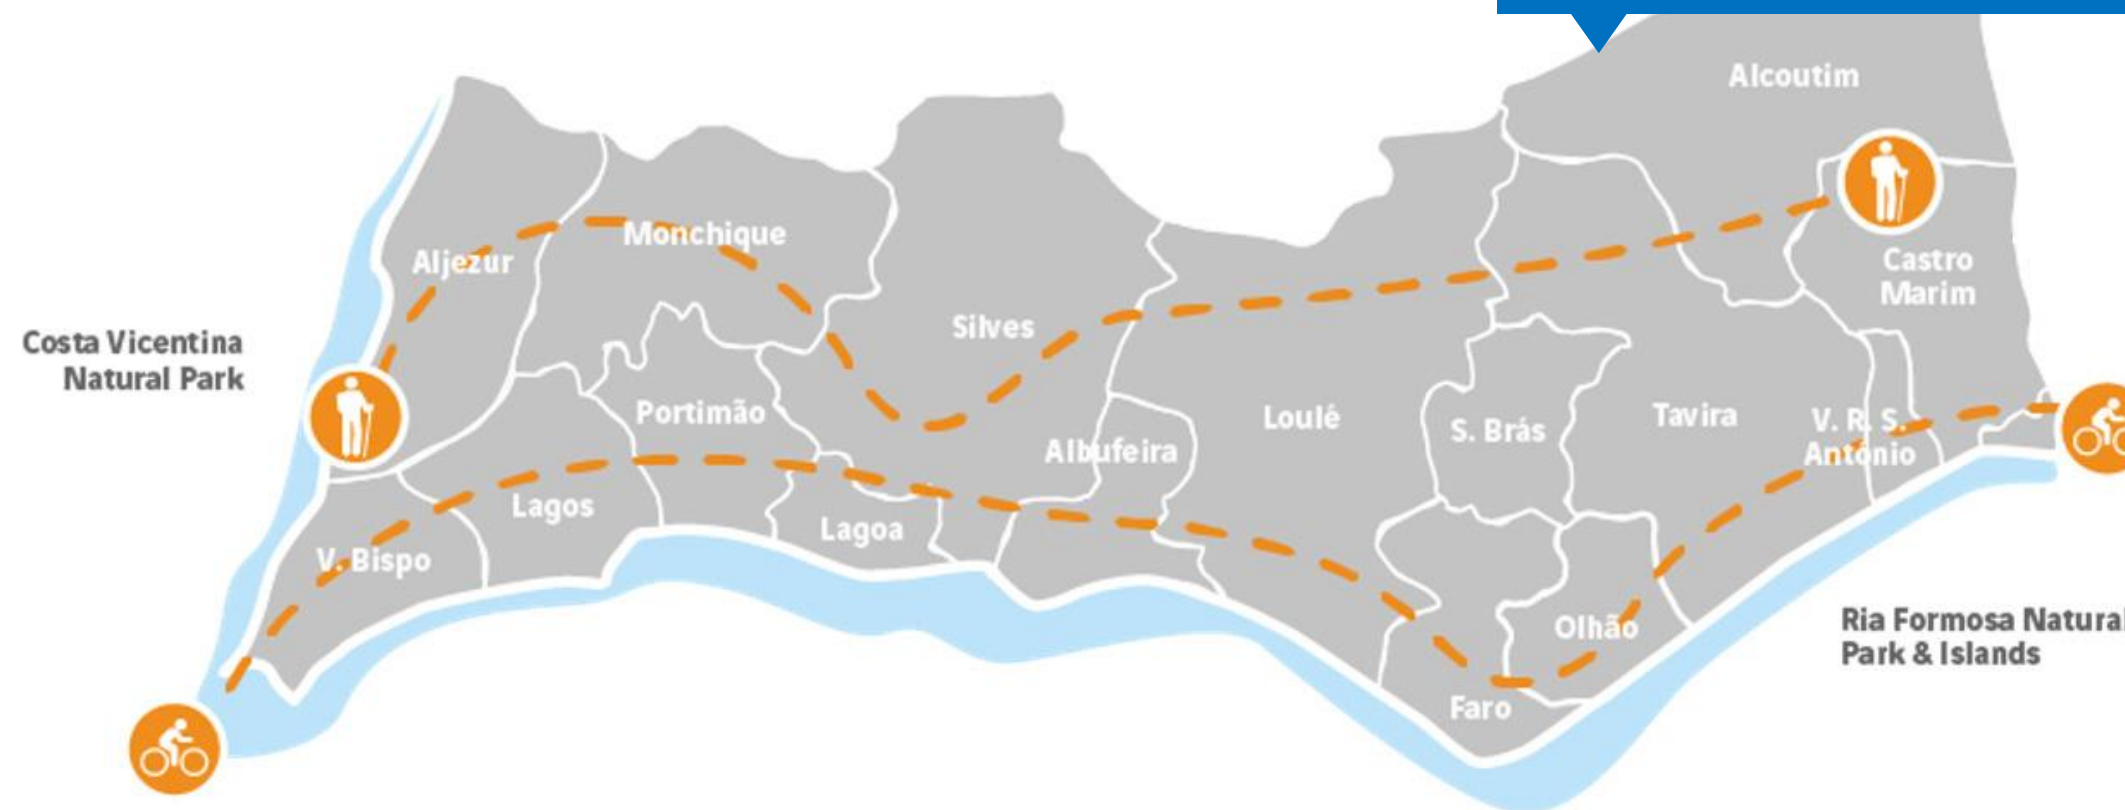 Alcoutim
Monchique
Aljezur
Castro
Marim
Silves
Costa Vicentina
Natural Park
Portimão
Loulé
Tavira
V. R. S.
António
S. Brás
Albufeira
Lagos
Lagoa
V. Bispo
Olhão
Ria Formosa Natural
Park & Islands
Faro